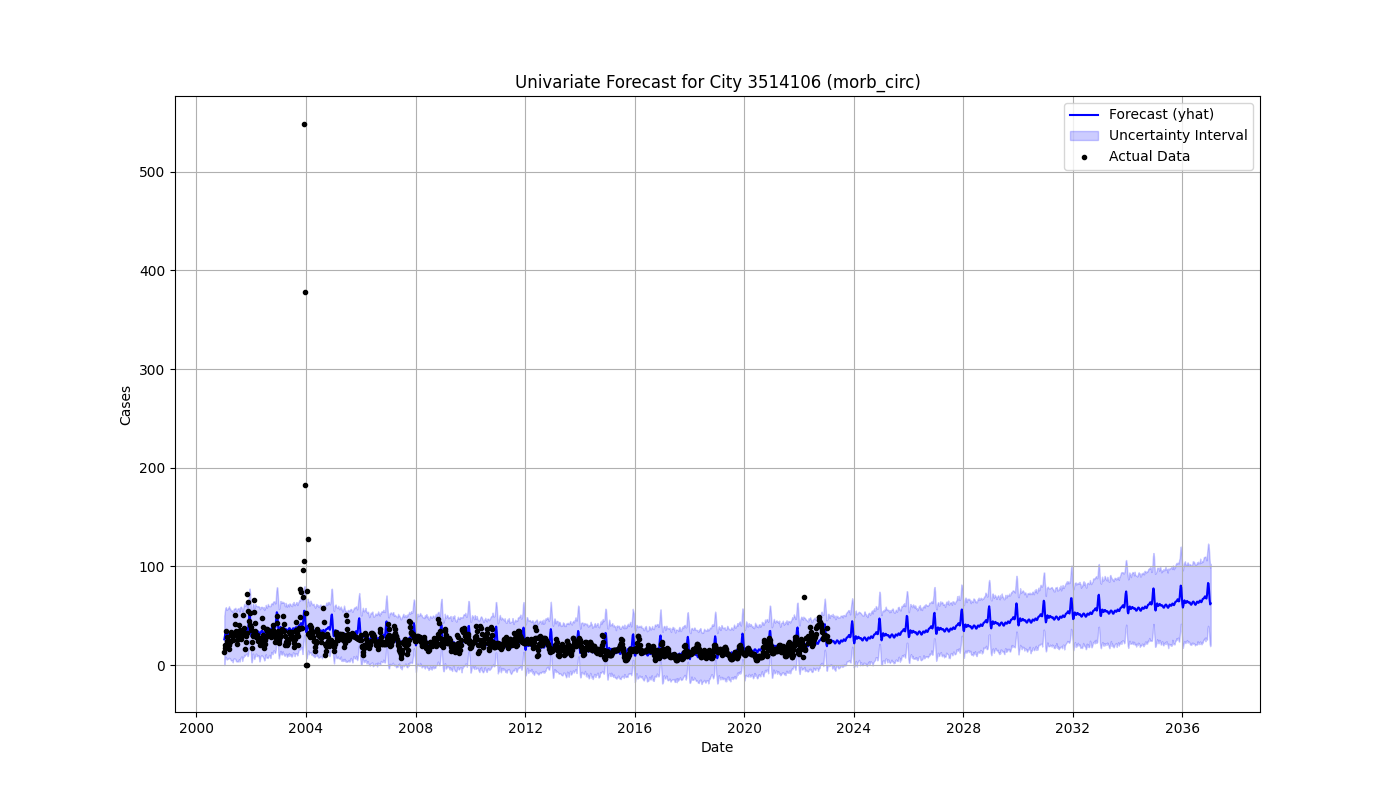 Univariate Forecast for City 3514106 (morb_circ)
Forecast (yhat)
Uncertainty Interval
Actual Data
500
400
300
200
100
0
Cases
2000 2004 2008 2012 2016 2020 2024 2028 2032 2036
Date